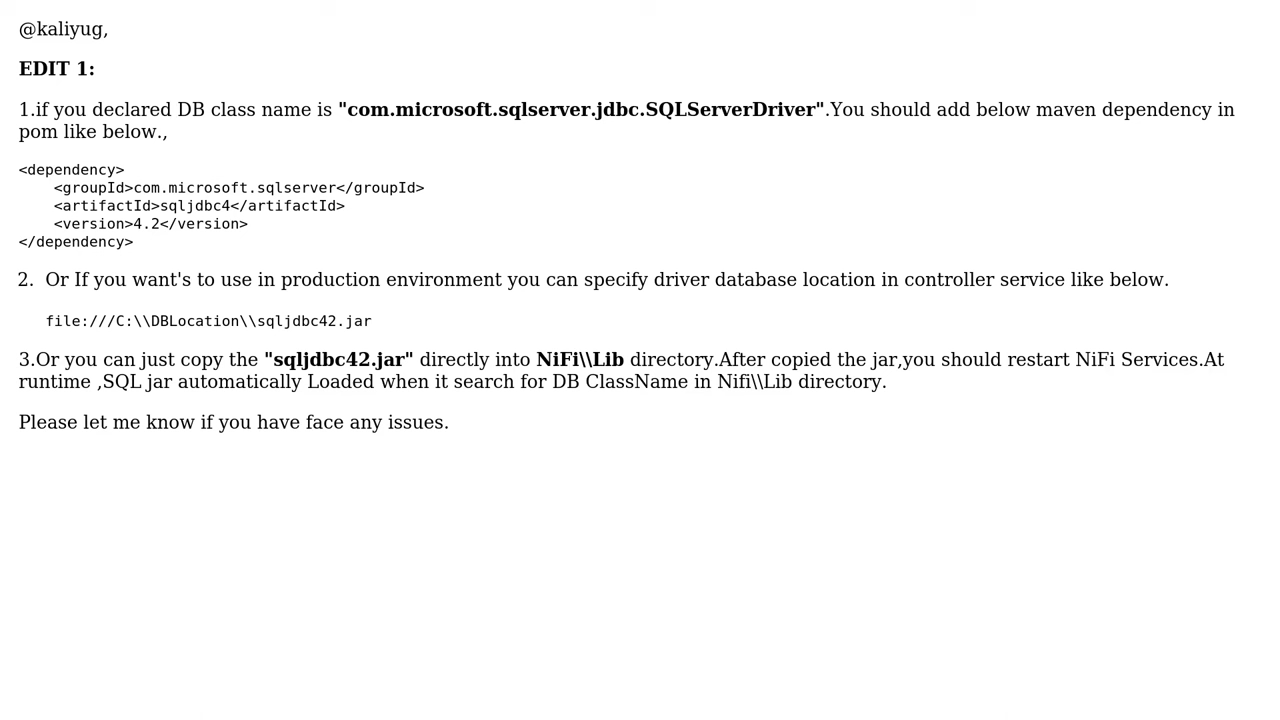 @kaliyug,
EDIT 1:
1.if you declared DB class name is "com.microsoft.sqlserver.jdbc.SQLServerDriver".You should add below maven dependency in
pom like below.,
<dependency>
    <groupId>com.microsoft.sqlserver</groupId>
    <artifactId>sqljdbc4</artifactId>
    <version>4.2</version>
</dependency>
2. Or If you want's to use in production environment you can specify driver database location in controller service like below.
file:///C:\\DBLocation\\sqljdbc42.jar
3.Or you can just copy the "sqljdbc42.jar" directly into NiFi\\Lib directory.After copied the jar,you should restart NiFi Services.At
runtime ,SQL jar automatically Loaded when it search for DB ClassName in Nifi\\Lib directory.
Please let me know if you have face any issues.